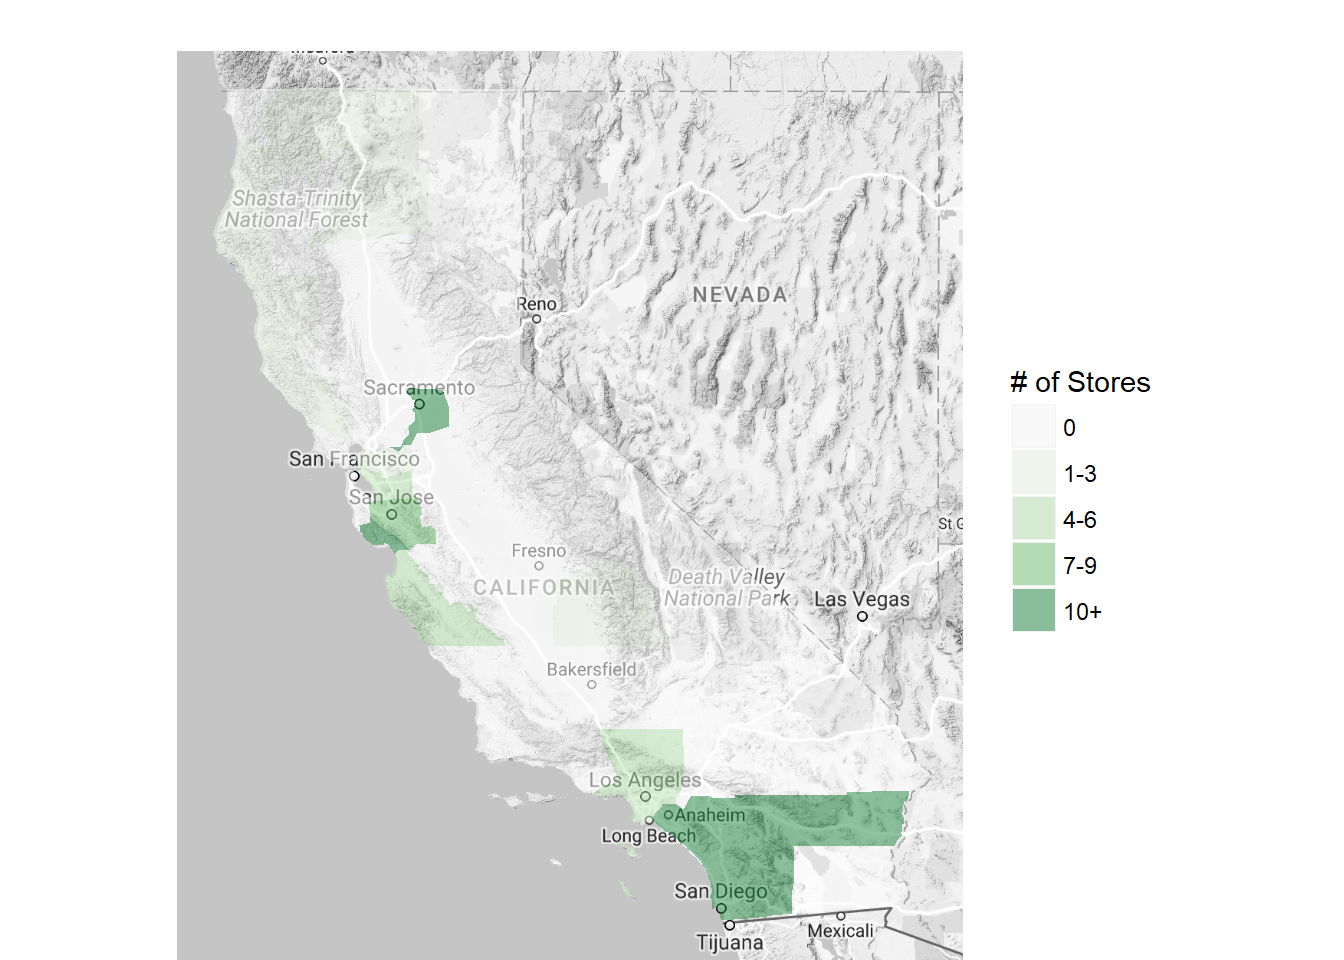 Shasta-Trinity
National Forest
NEVADA
Reno
Sacramento
San Francisco
San Jose
Fresno
CALIFORNIA
Death Valley
National Park
Las Vegas
Bakersfield
Los Angeles
Anaheim
Long Beach
San Diego
Tijuana
Mexicali
# of Stores
0
1-3
4-6
7-9
10+